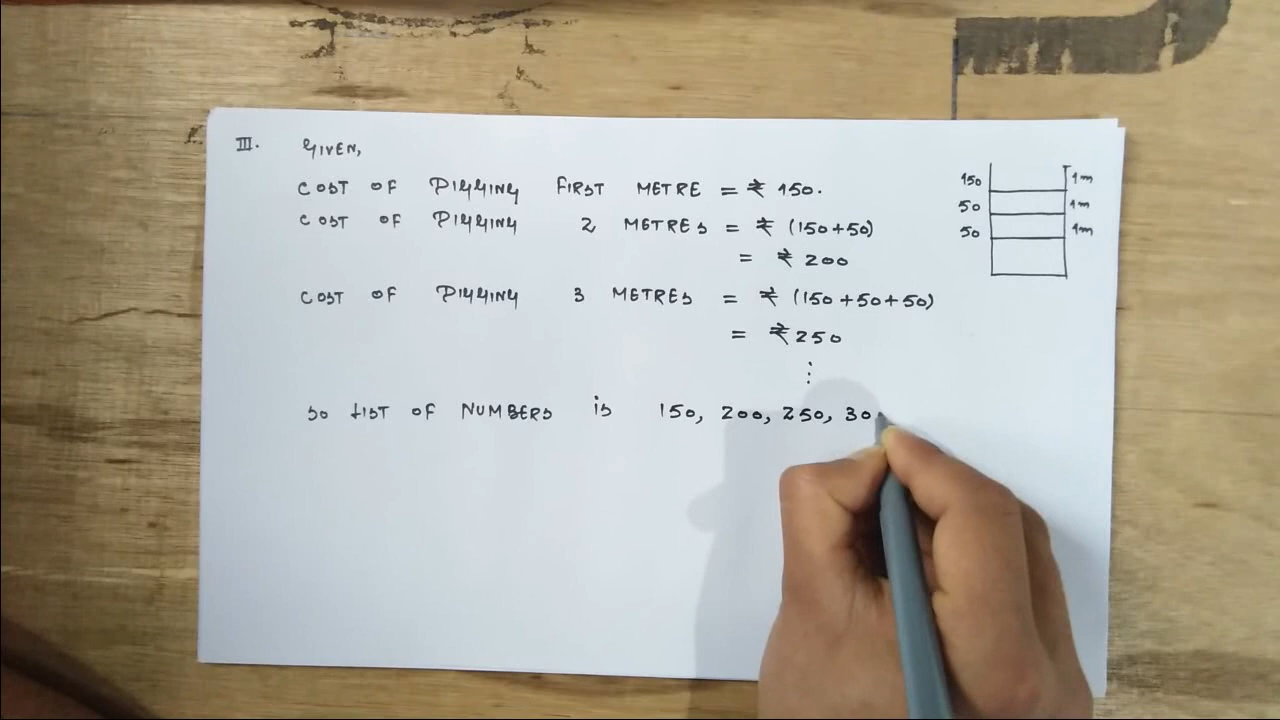 III. GIVEN,
COST OF DIGGING FIRST METRE = ₹ 150.
COST OF DIGGING 2 METRES = ₹ (150+50)
= ₹ 200
COST OF DIGGING 3 METRES = ₹ (150+50+50)
= ₹ 250
⋮
SO LIST OF NUMBERS is 150, 200, 250, 30
150 1m
50 1m
50 1m